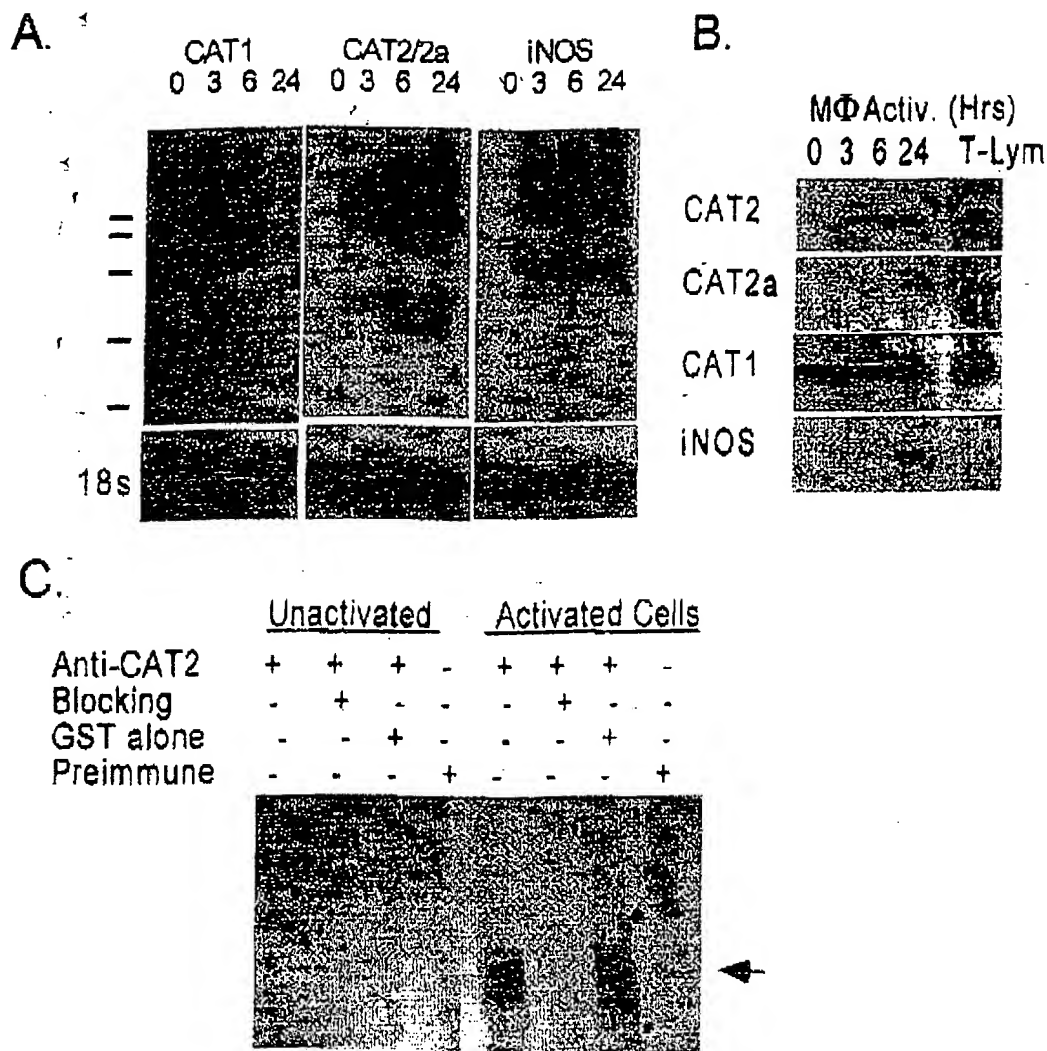 A.
CAT1 CAT2/2a iNOS
0 3 6 24 0 3 6 24 0 3 6 24
18s
B.
MΦ Activ. (Hrs)
0 3 6 24 T-Lym
CAT2
CAT2a
CAT1
iNOS
C.
Unactivated Activated Cells
Anti-CAT2 + + + - + + + -
Blocking - + - - - + - -
GST alone - - + - - - + -
Preimmune - - - + - - - +